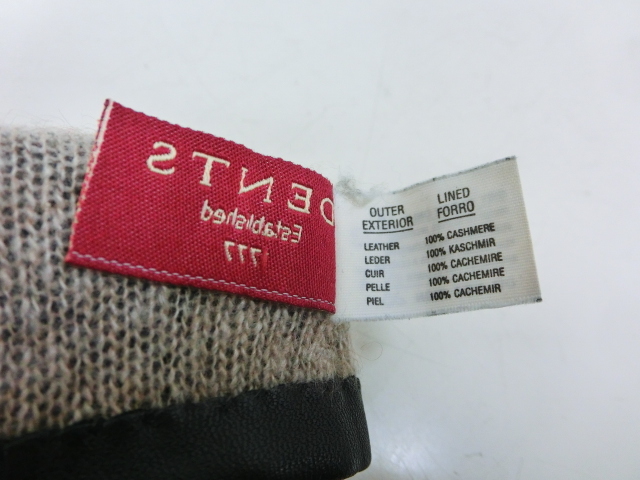 DENTS
Established
1777
OUTER
EXTERIOR
LINED
FORRO
LEATHER 100% CASHMERE
LEDER 100% KASCHMIR
CUIR 100% CACHEMIRE
PELLE 100% CACHEMIRE
PIEL 100% CACHEMIR